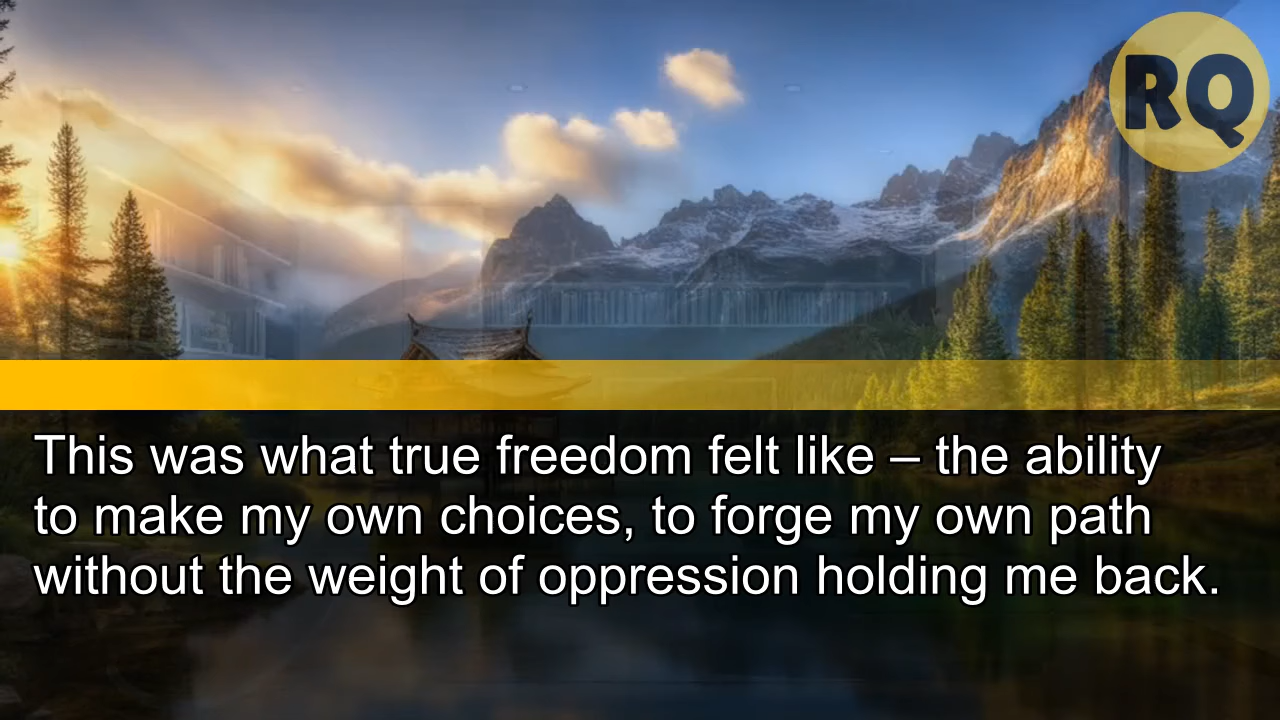 RQ
This was what true freedom felt like – the ability
to make my own choices, to forge my own path
without the weight of oppression holding me back.